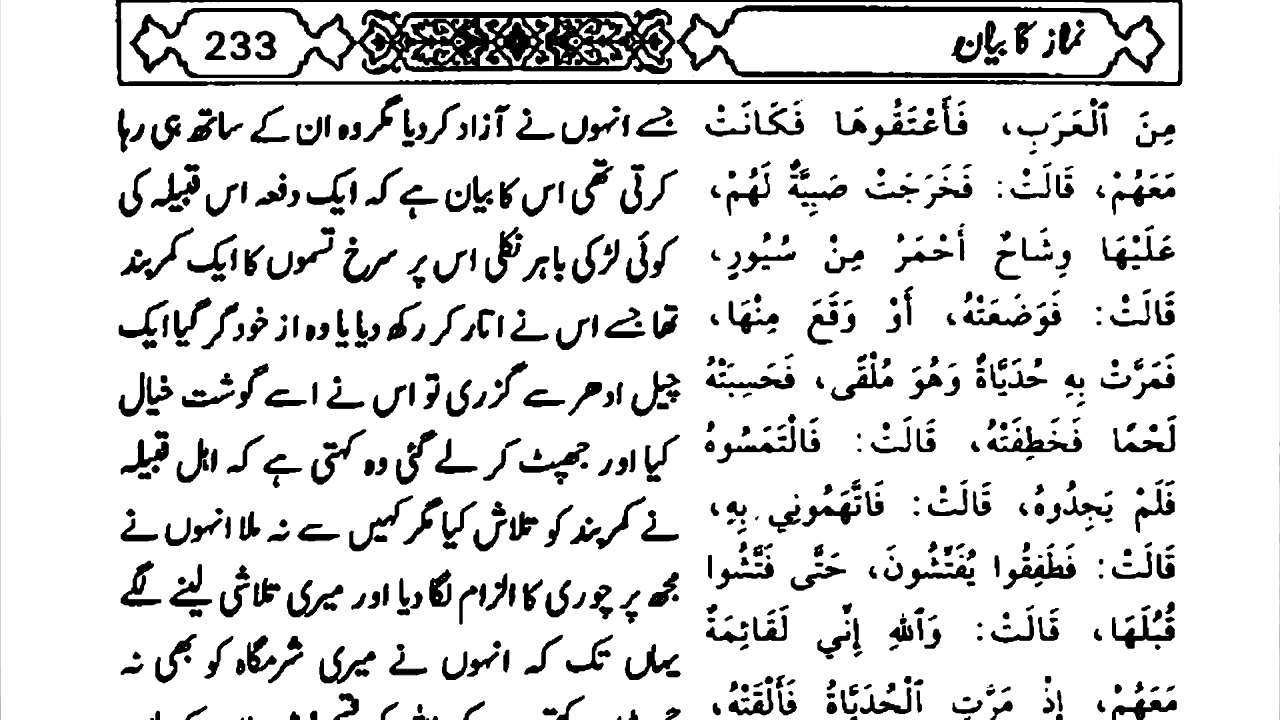 نماز کا بیان
233
مِنَ ٱلْعَرَبِ، فَأَعْتَقُوهَا فَكَانَتْ
مَعَهُمْ، قَالَتْ: فَخَرَجَتْ صَبِيَّةٌ لَهُمْ،
عَلَيْهَا وِشَاحٌ أَحْمَرُ مِنْ سُيُورٍ،
قَالَتْ: فَوَضَعَتْهُ، أَوْ وَقَعَ مِنْهَا،
فَمَرَّتْ بِهِ حُدَيَّاةٌ وَهُوَ مُلْقًى، فَحَسِبَتْهُ
لَحْمًا فَخَطِفَتْهُ، قَالَتْ: فَالْتَمَسُوهُ
فَلَمْ يَجِدُوهُ، قَالَتْ: فَاتَّهَمُونِي بِهِ،
قَالَتْ: فَطَفِقُوا يُفَتِّشُونَ، حَتَّى فَتَّشُوا
قُبُلَهَا، قَالَتْ: وَٱللهِ إِنِّي لَقَائِمَةٌ
مَعَهُمْ، إِذْ مَرَّتِ ٱلْحُدَيَّاةُ فَأَلْقَتْهُ،
جسے انہوں نے آزاد کردیا مگر وہ ان کے ساتھ ہی رہا
کرتی تھی اس کا بیان ہے کہ ایک دفعہ اس قبیلہ کی
کوئی لڑکی باہر نکلی اس پر سرخ تسموں کا ایک کمربند
تھا جسے اس نے اتار کر رکھ دیا یا وہ از خود گر گیا ایک
چیل ادھر سے گزری تو اس نے اسے گوشت خیال
کیا اور جھپٹ کر لے گئی وہ کہتی ہے کہ اہل قبیلہ
نے کمربند کو تلاش کیا مگر کہیں سے نہ ملا انہوں نے
مجھ پر چوری کا الزام لگا دیا اور میری تلاشی لینے لگے
یہاں تک کہ انہوں نے میری شرمگاہ کو بھی نہ